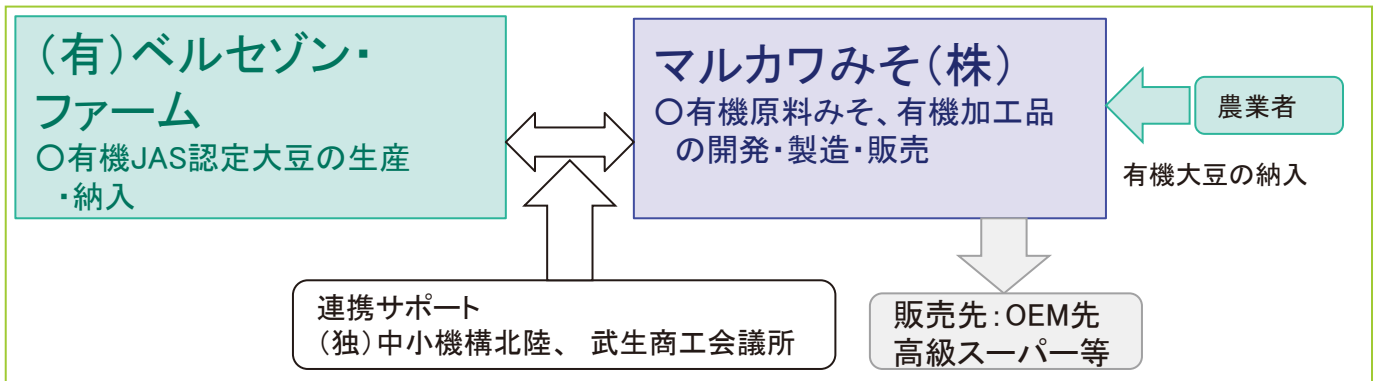 (有)ベルセゾン・
ファーム
○有機JAS認定大豆の生産
・納入
マルカワみそ(株)
○有機原料みそ、有機加工品
の開発・製造・販売
農業者
有機大豆の納入
連携サポート
(独)中小機構北陸、 武生商工会議所
販売先:OEM先
高級スーパー等